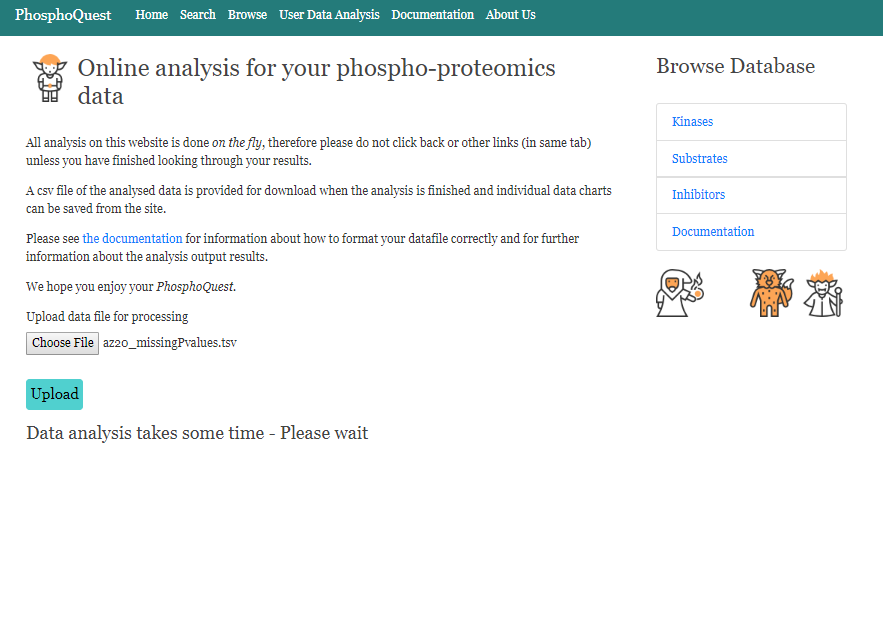 PhosphoQuest Home Search Browse User Data Analysis Documentation About Us
Online analysis for your phospho-proteomics
data
All analysis on this website is done on the fly, therefore please do not click back or other links (in same tab)
unless you have finished looking through your results.
A csv file of the analysed data is provided for download when the analysis is finished and individual data charts
can be saved from the site.
Please see the documentation for information about how to format your datafile correctly and for further
information about the analysis output results.
We hope you enjoy your PhosphoQuest.
Upload data file for processing
Choose File az20_missingPvalues.tsv
Upload
Data analysis takes some time - Please wait
Browse Database
Kinases
Substrates
Inhibitors
Documentation